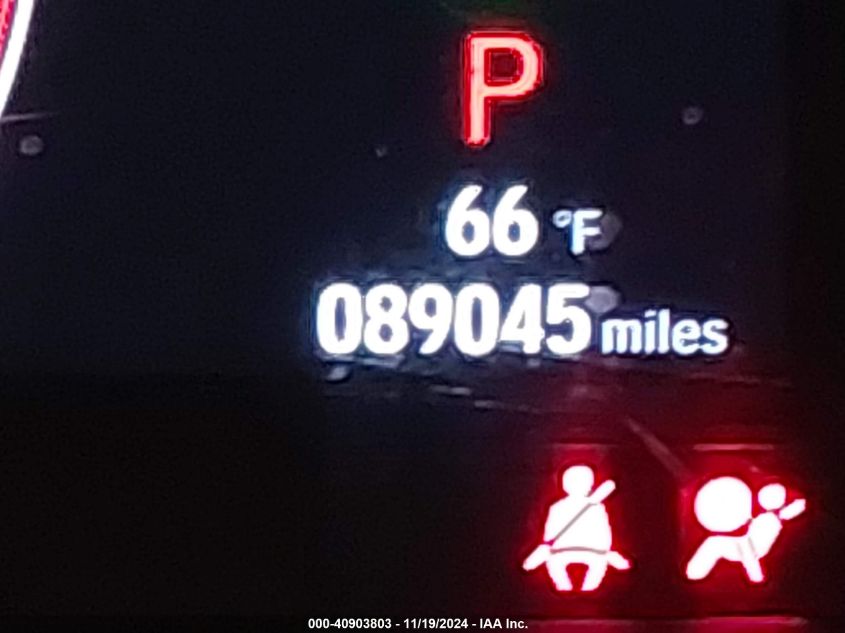 P
66 °F
089045 miles
000-40903803 - 11/19/2024 - IAA Inc.